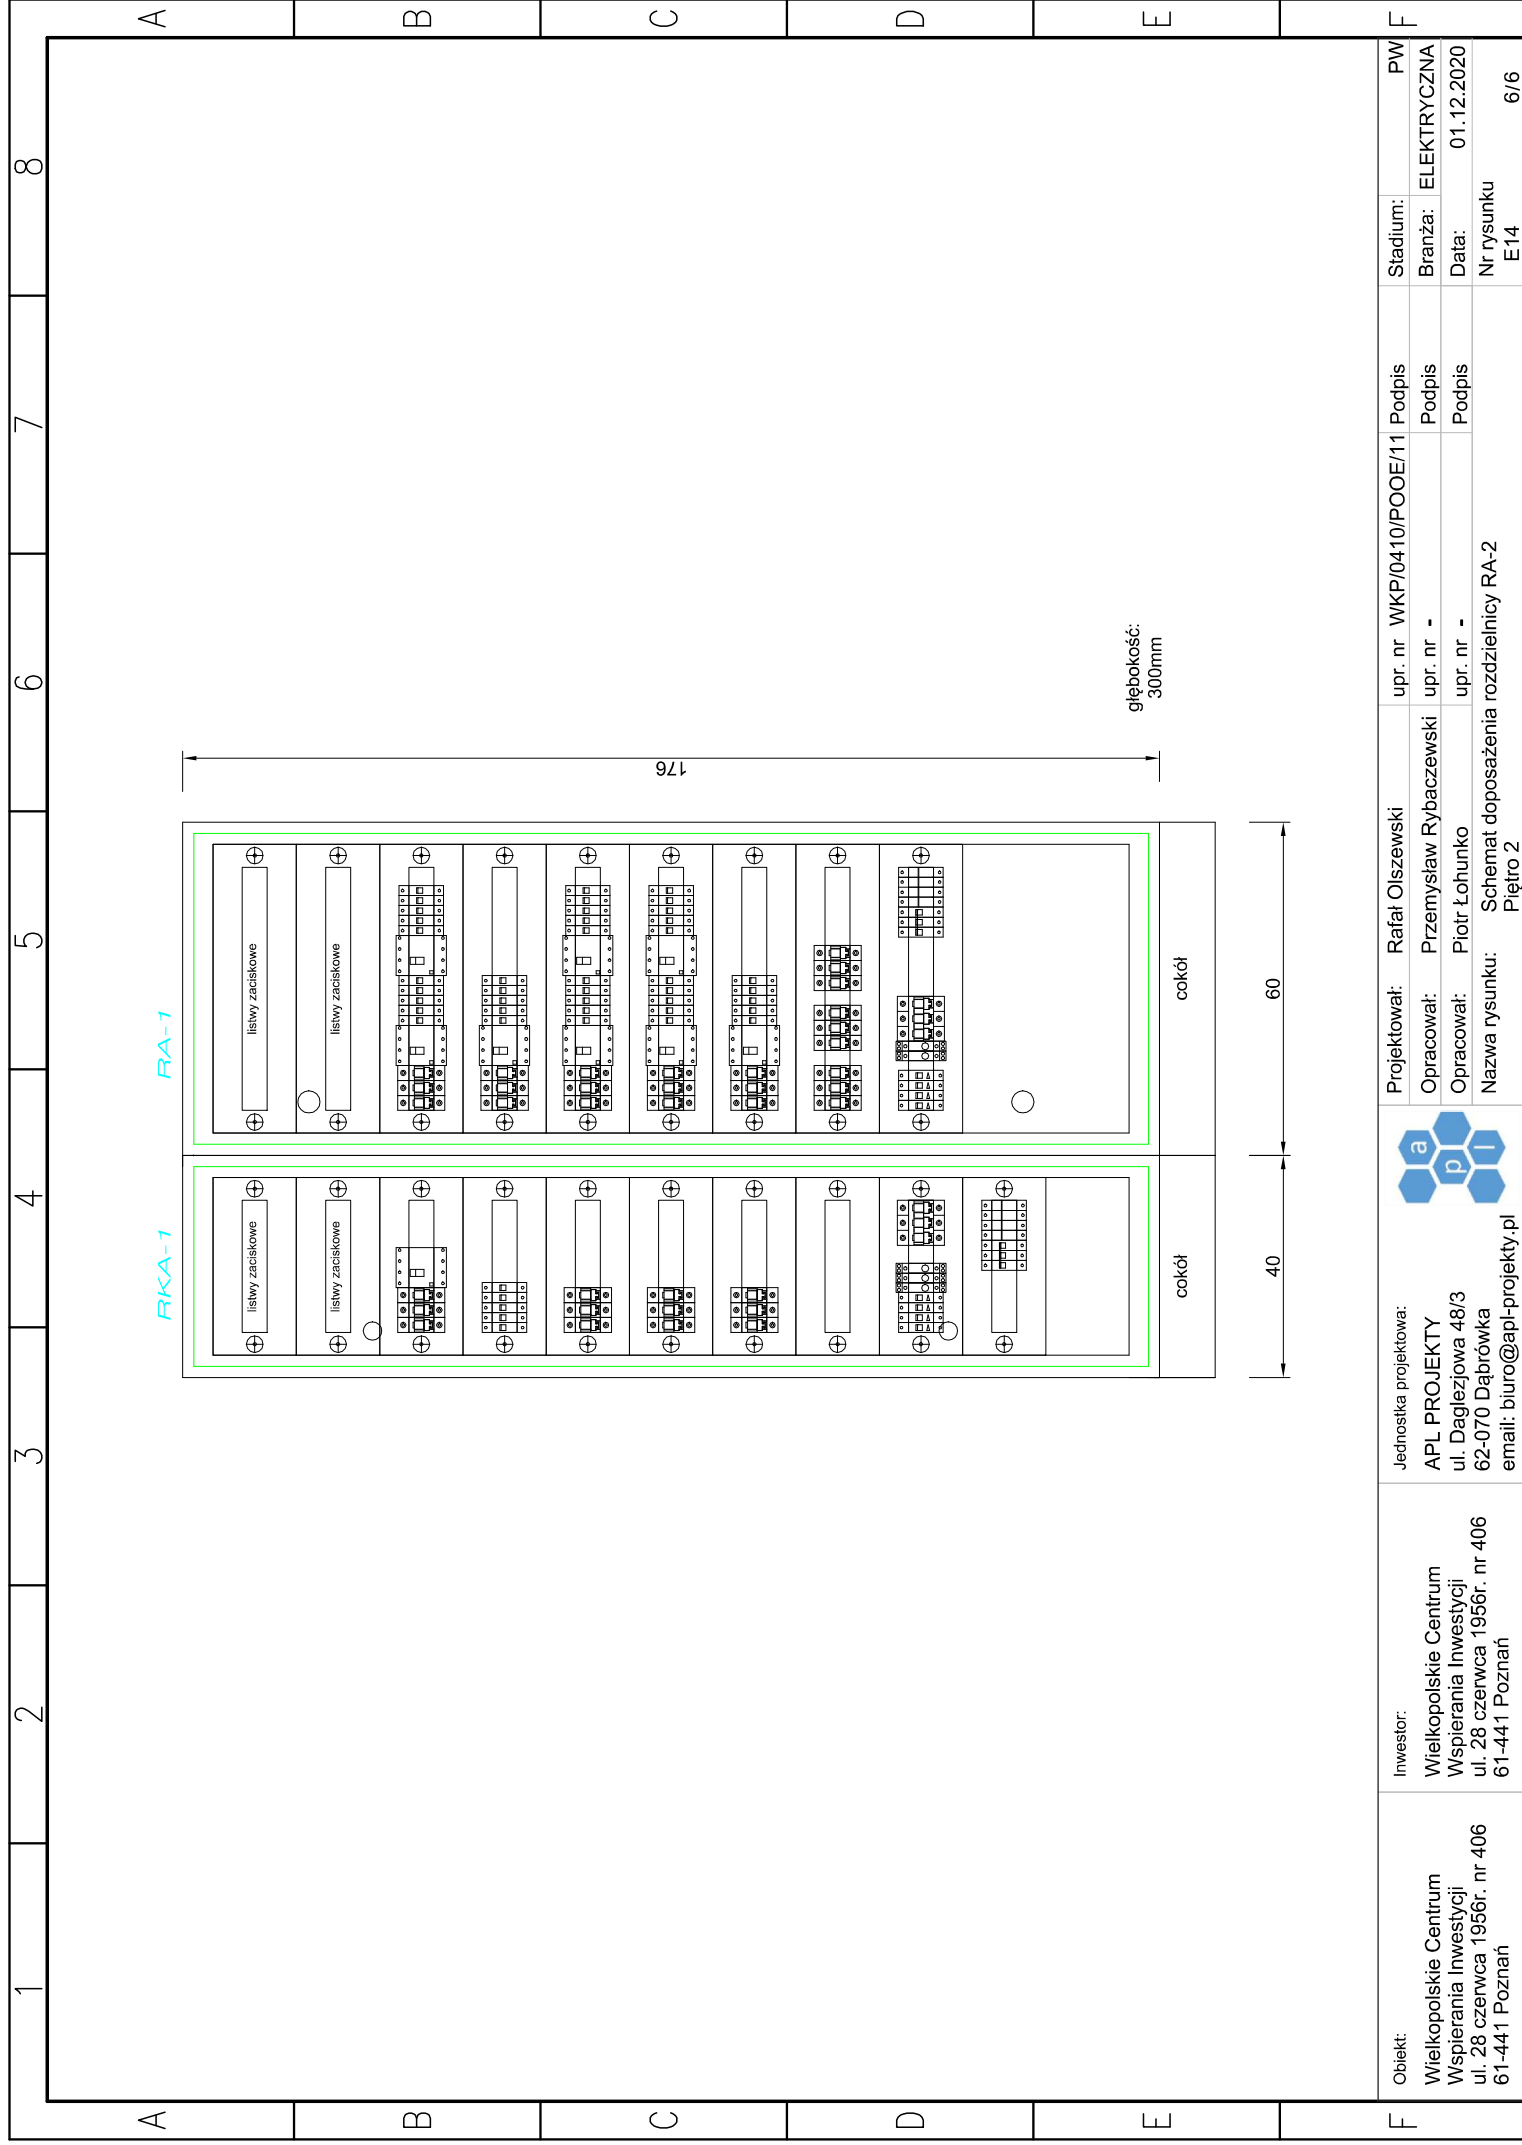 1 2 3 4 5 6 7 8
A A
B B
C C
D D
E E
F F
RKA-1
RA-1
listwy zaciskowe
listwy zaciskowe
listwy zaciskowe
listwy zaciskowe
176
głębokość:
300mm
cokół
cokół
40
60
Obiekt:
Wielkopolskie Centrum
Wspierania Inwestycji
ul. 28 czerwca 1956r. nr 406
61-441 Poznań
Inwestor:
Wielkopolskie Centrum
Wspierania Inwestycji
ul. 28 czerwca 1956r. nr 406
61-441 Poznań
Jednostka projektowa:
APL PROJEKTY
ul. Daglezjowa 48/3
62-070 Dąbrówka
email: biuro@apl-projekty.pl
a
p
l
Projektował: Rafał Olszewski upr. nr WKP/0410/POOE/11 Podpis
Opracował: Przemysław Rybaczewski upr. nr - Podpis
Opracował: Piotr Łohunko upr. nr - Podpis
Nazwa rysunku: Schemat doposażenia rozdzielnicy RA-2
Piętro 2
Stadium: PW
Branża: ELEKTRYCZNA
Data: 01.12.2020
Nr rysunku
E14 6/6